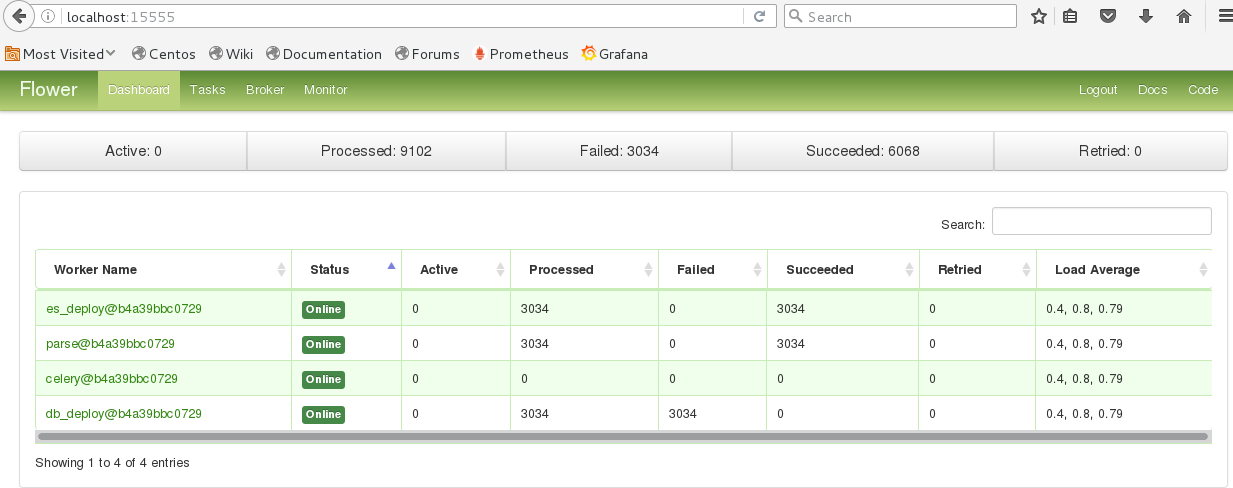 localhost:15555 Search
Most Visited Centos Wiki Documentation Forums Prometheus Grafana
Flower Dashboard Tasks Broker Monitor Logout Docs Code
Active: 0 Processed: 9102 Failed: 3034 Succeeded: 6068 Retried: 0
Search:
Worker Name Status Active Processed Failed Succeeded Retried Load Average
es_deploy@b4a39bbc0729 Online 0 3034 0 3034 0 0.4, 0.8, 0.79
parse@b4a39bbc0729 Online 0 3034 0 3034 0 0.4, 0.8, 0.79
celery@b4a39bbc0729 Online 0 0 0 0 0 0.4, 0.8, 0.79
db_deploy@b4a39bbc0729 Online 0 3034 3034 0 0 0.4, 0.8, 0.79
Showing 1 to 4 of 4 entries